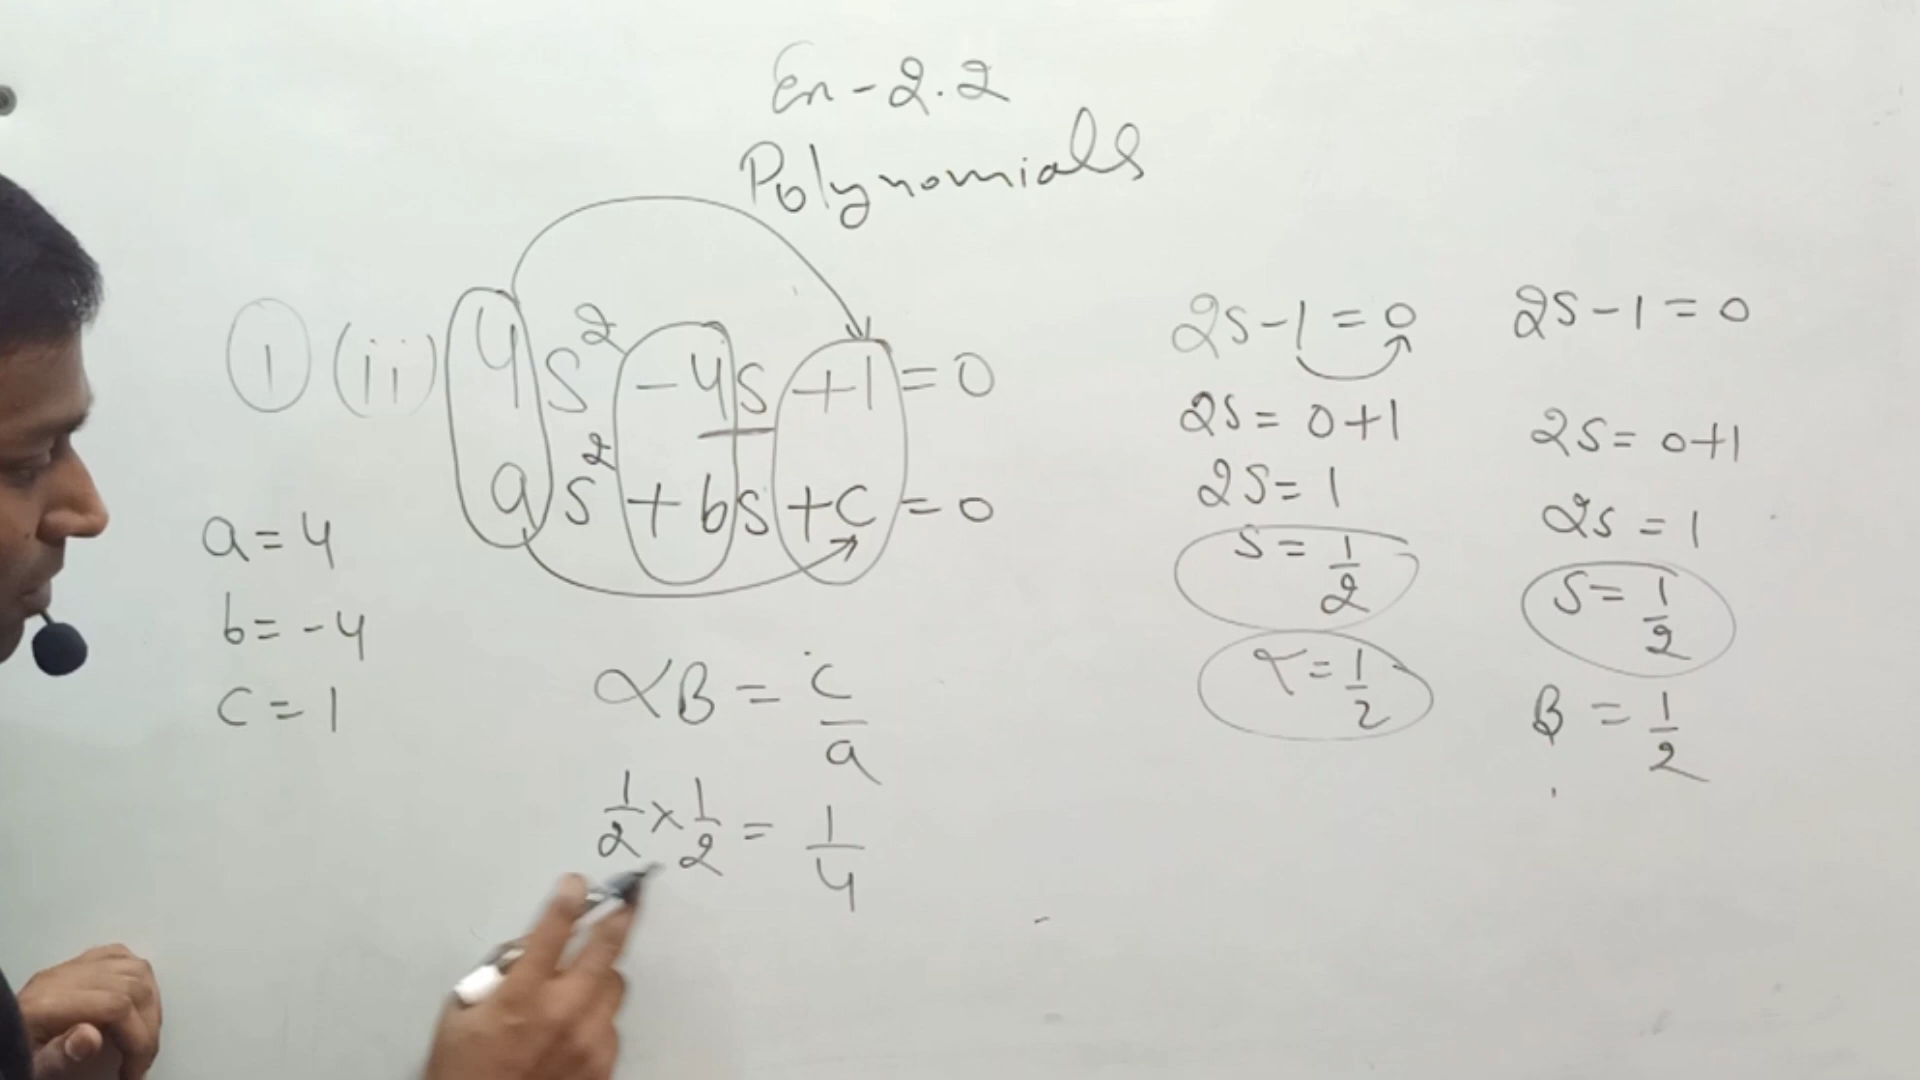 En-2.2
Polynomials
1 (ii) 4s² -4s +1 = 0
as² + bs + c = 0
a = 4
b = -4
c = 1
αB = c/a
1/2 × 1/2 = 1/4
2s-1 = 0
2s = 0+1
2s = 1
s = 1/2
α = 1/2
2s-1 = 0
2s = 0+1
2s = 1
s = 1/2
B = 1/2